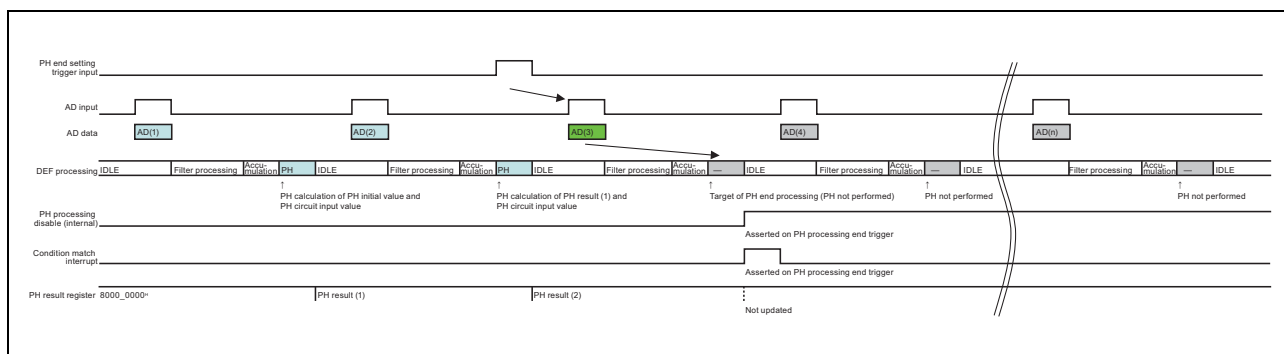 PH end setting
trigger input
AD input
AD data
AD(1)
AD(2)
AD(3)
AD(4)
AD(n)
DEF processing
IDLE
Filter processing
Accu-
mulation
PH
IDLE
Filter processing
Accu-
mulation
PH
IDLE
Filter processing
Accu-
mulation
—
IDLE
Filter processing
Accu-
mulation
—
IDLE
Filter processing
Accu-
mulation
—
IDLE
↑
PH calculation of PH initial value and
PH circuit input value
↑
PH calculation of PH result (1) and
PH circuit input value
↑
Target of PH end processing (PH not performed)
↑
PH not performed
↑
PH not performed
PH processing
disable (internal)
Asserted on PH processing end trigger
Condition match
interrupt
Asserted on PH processing end trigger
PH result register
8000_0000H
PH result (1)
PH result (2)
Not updated